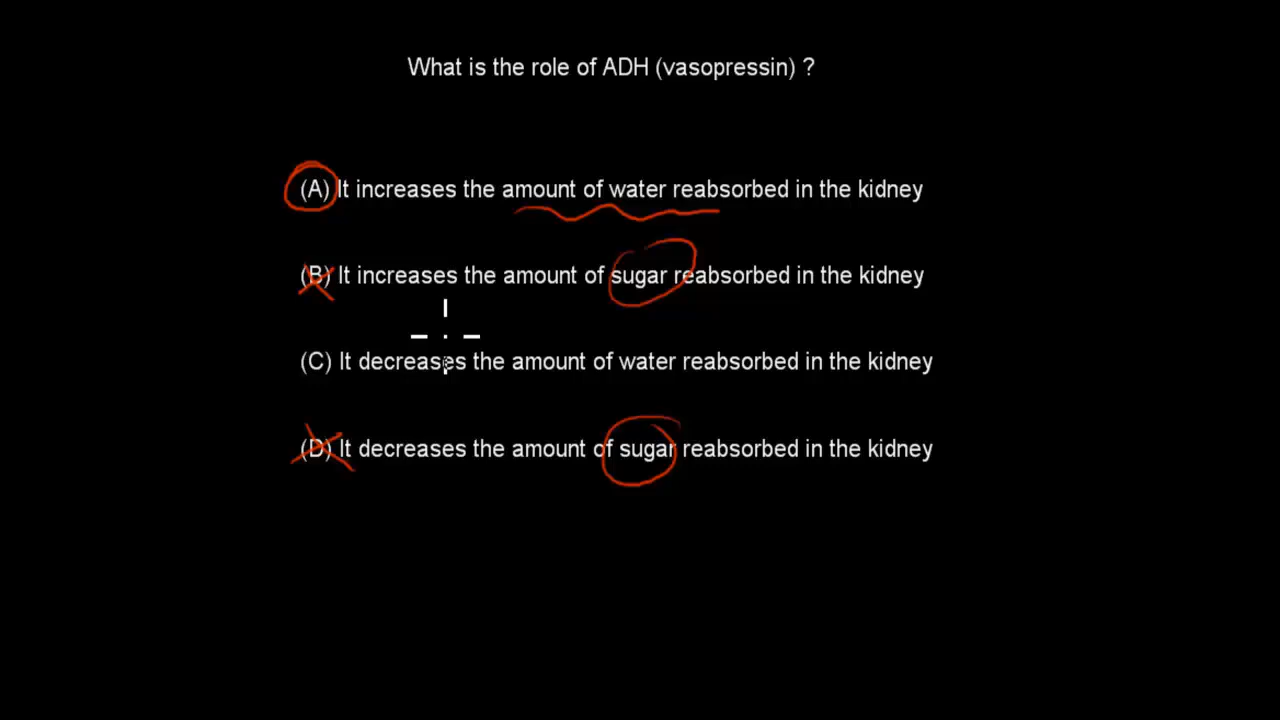 What is the role of ADH (vasopressin) ?
(A) It increases the amount of water reabsorbed in the kidney
(B) It increases the amount of sugar reabsorbed in the kidney
(C) It decreases the amount of water reabsorbed in the kidney
(D) It decreases the amount of sugar reabsorbed in the kidney